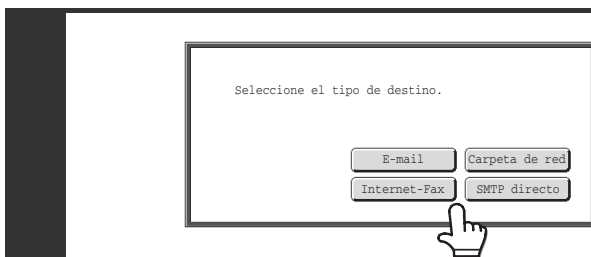 Seleccione el tipo de destino.
E-mail Carpeta de red
Internet-Fax SMTP directo